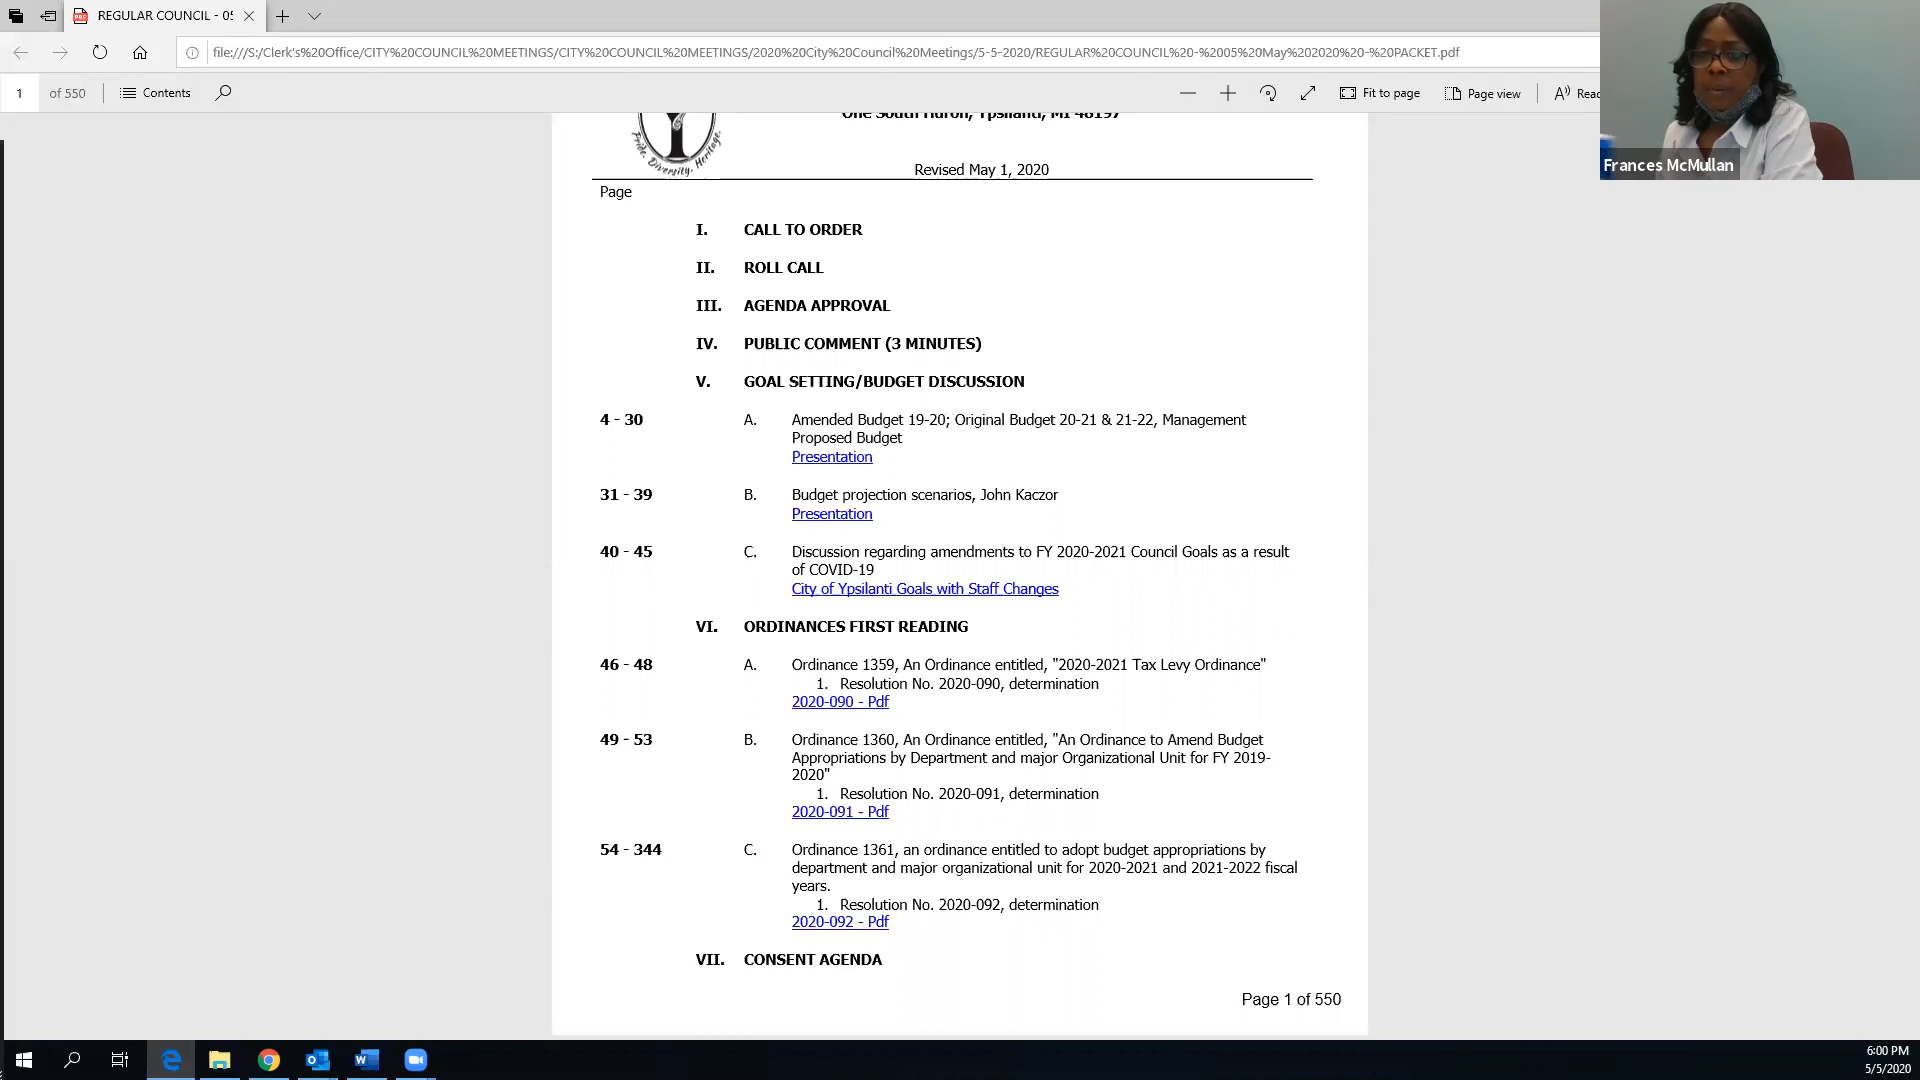 REGULAR COUNCIL - 05
file:///S:/Clerk's%20Office/CITY%20COUNCIL%20MEETINGS/CITY%20COUNCIL%20MEETINGS/2020%20City%20Council%20Meetings/5-5-2020/REGULAR%20COUNCIL%20-%2005%20May%202020%20-%20PACKET.pdf
1 of 550 Contents Fit to page Page view Read
Frances McMullan
One South Huron, Ypsilanti, MI 48197
Pride. Diversity. Heritage.
Revised May 1, 2020
Page
I. CALL TO ORDER
II. ROLL CALL
III. AGENDA APPROVAL
IV. PUBLIC COMMENT (3 MINUTES)
V. GOAL SETTING/BUDGET DISCUSSION
4 - 30 A. Amended Budget 19-20; Original Budget 20-21 & 21-22, Management
Proposed Budget
Presentation
31 - 39 B. Budget projection scenarios, John Kaczor
Presentation
40 - 45 C. Discussion regarding amendments to FY 2020-2021 Council Goals as a result
of COVID-19
City of Ypsilanti Goals with Staff Changes
VI. ORDINANCES FIRST READING
46 - 48 A. Ordinance 1359, An Ordinance entitled, "2020-2021 Tax Levy Ordinance"
1. Resolution No. 2020-090, determination
2020-090 - Pdf
49 - 53 B. Ordinance 1360, An Ordinance entitled, "An Ordinance to Amend Budget
Appropriations by Department and major Organizational Unit for FY 2019-
2020"
1. Resolution No. 2020-091, determination
2020-091 - Pdf
54 - 344 C. Ordinance 1361, an ordinance entitled to adopt budget appropriations by
department and major organizational unit for 2020-2021 and 2021-2022 fiscal
years.
1. Resolution No. 2020-092, determination
2020-092 - Pdf
VII. CONSENT AGENDA
Page 1 of 550
6:00 PM
5/5/2020